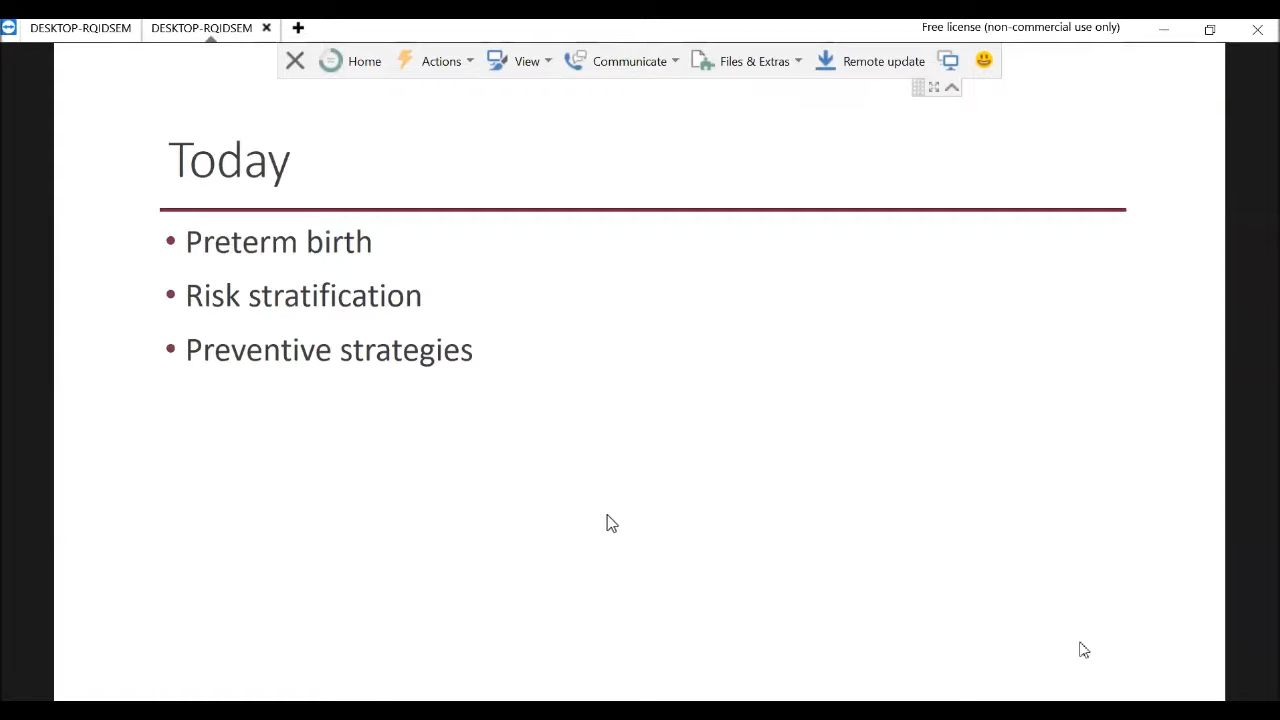 DESKTOP-RQIDSEM DESKTOP-RQIDSEM Free license (non-commercial use only)
Home Actions View Communicate Files & Extras Remote update
Today
• Preterm birth
• Risk stratification
• Preventive strategies